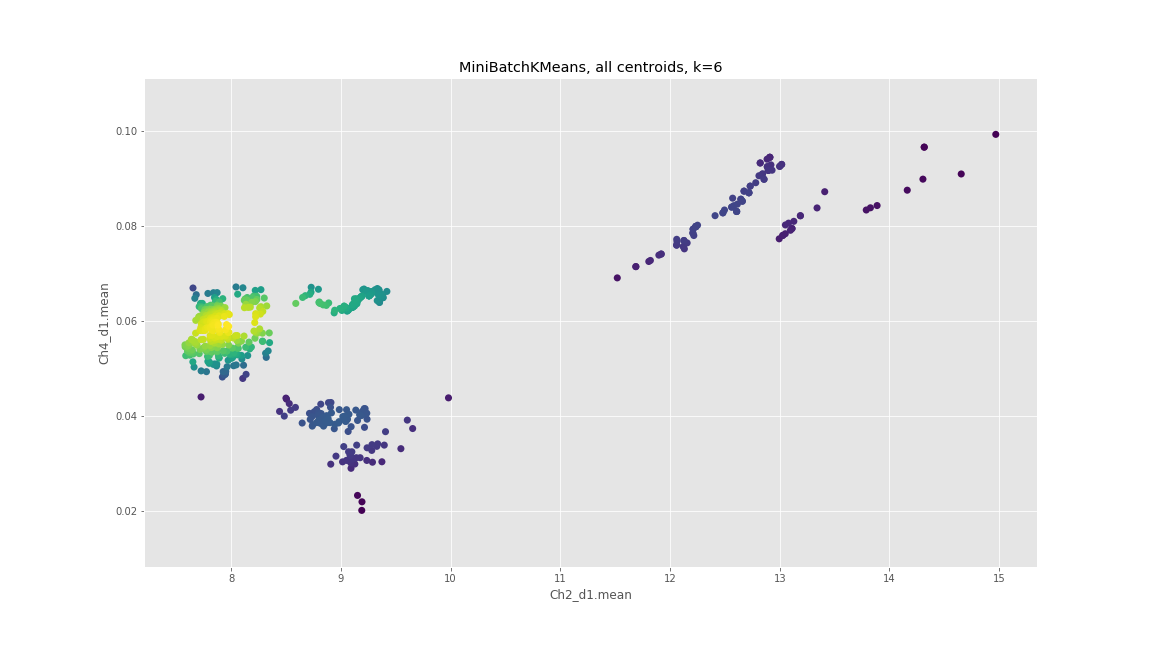 MiniBatchKMeans, all centroids, k=6
0.10
0.08
0.06
0.04
0.02
Ch4_d1.mean
8 9 10 11 12 13 14 15
Ch2_d1.mean